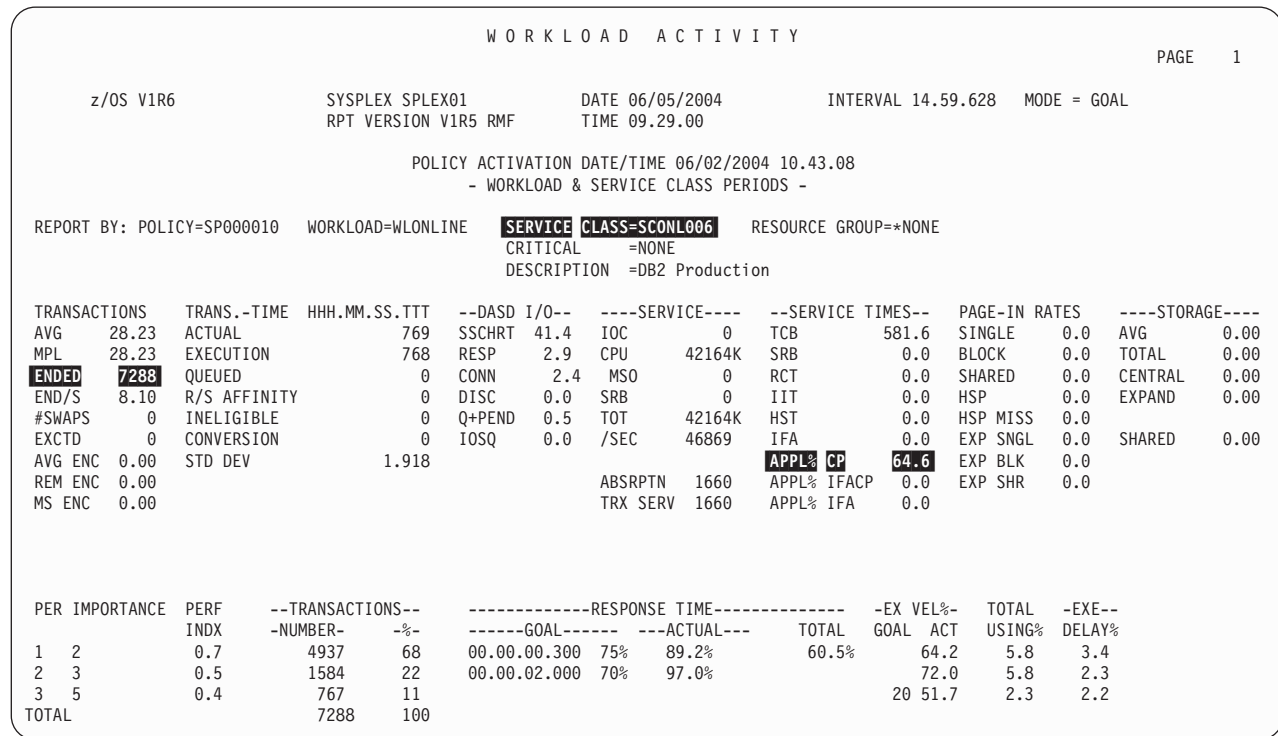 W O R K L O A D   A C T I V I T Y
PAGE 1
z/OS V1R6 SYSPLEX SPLEX01 DATE 06/05/2004 INTERVAL 14.59.628 MODE = GOAL
RPT VERSION V1R5 RMF TIME 09.29.00
POLICY ACTIVATION DATE/TIME 06/02/2004 10.43.08
- WORKLOAD & SERVICE CLASS PERIODS -
REPORT BY: POLICY=SP000010 WORKLOAD=WLONLINE SERVICE CLASS=SCONL006 RESOURCE GROUP=*NONE
CRITICAL =NONE
DESCRIPTION =DB2 Production
TRANSACTIONS TRANS.-TIME HHH.MM.SS.TTT --DASD I/O-- ----SERVICE---- --SERVICE TIMES-- PAGE-IN RATES ----STORAGE----
AVG 28.23 ACTUAL 769 SSCHRT 41.4 IOC 0 TCB 581.6 SINGLE 0.0 AVG 0.00
MPL 28.23 EXECUTION 768 RESP 2.9 CPU 42164K SRB 0.0 BLOCK 0.0 TOTAL 0.00
ENDED 7288 QUEUED 0 CONN 2.4 MSO 0 RCT 0.0 SHARED 0.0 CENTRAL 0.00
END/S 8.10 R/S AFFINITY 0 DISC 0.0 SRB 0 IIT 0.0 HSP 0.0 EXPAND 0.00
#SWAPS 0 INELIGIBLE 0 Q+PEND 0.5 TOT 42164K HST 0.0 HSP MISS 0.0
EXCTD 0 CONVERSION 0 IOSQ 0.0 /SEC 46869 IFA 0.0 EXP SNGL 0.0 SHARED 0.00
AVG ENC 0.00 STD DEV 1.918 APPL% CP 64.6 EXP BLK 0.0
REM ENC 0.00 ABSRPTN 1660 APPL% IFACP 0.0 EXP SHR 0.0
MS ENC 0.00 TRX SERV 1660 APPL% IFA 0.0
PER IMPORTANCE PERF --TRANSACTIONS-- -------------RESPONSE TIME-------------- -EX VEL%- TOTAL -EXE--
INDX -NUMBER- -%- ------GOAL------ ---ACTUAL--- TOTAL GOAL ACT USING% DELAY%
1 2 0.7 4937 68 00.00.00.300 75% 89.2% 60.5% 64.2 5.8 3.4
2 3 0.5 1584 22 00.00.02.000 70% 97.0% 72.0 5.8 2.3
3 5 0.4 767 11 20 51.7 2.3 2.2
TOTAL 7288 100